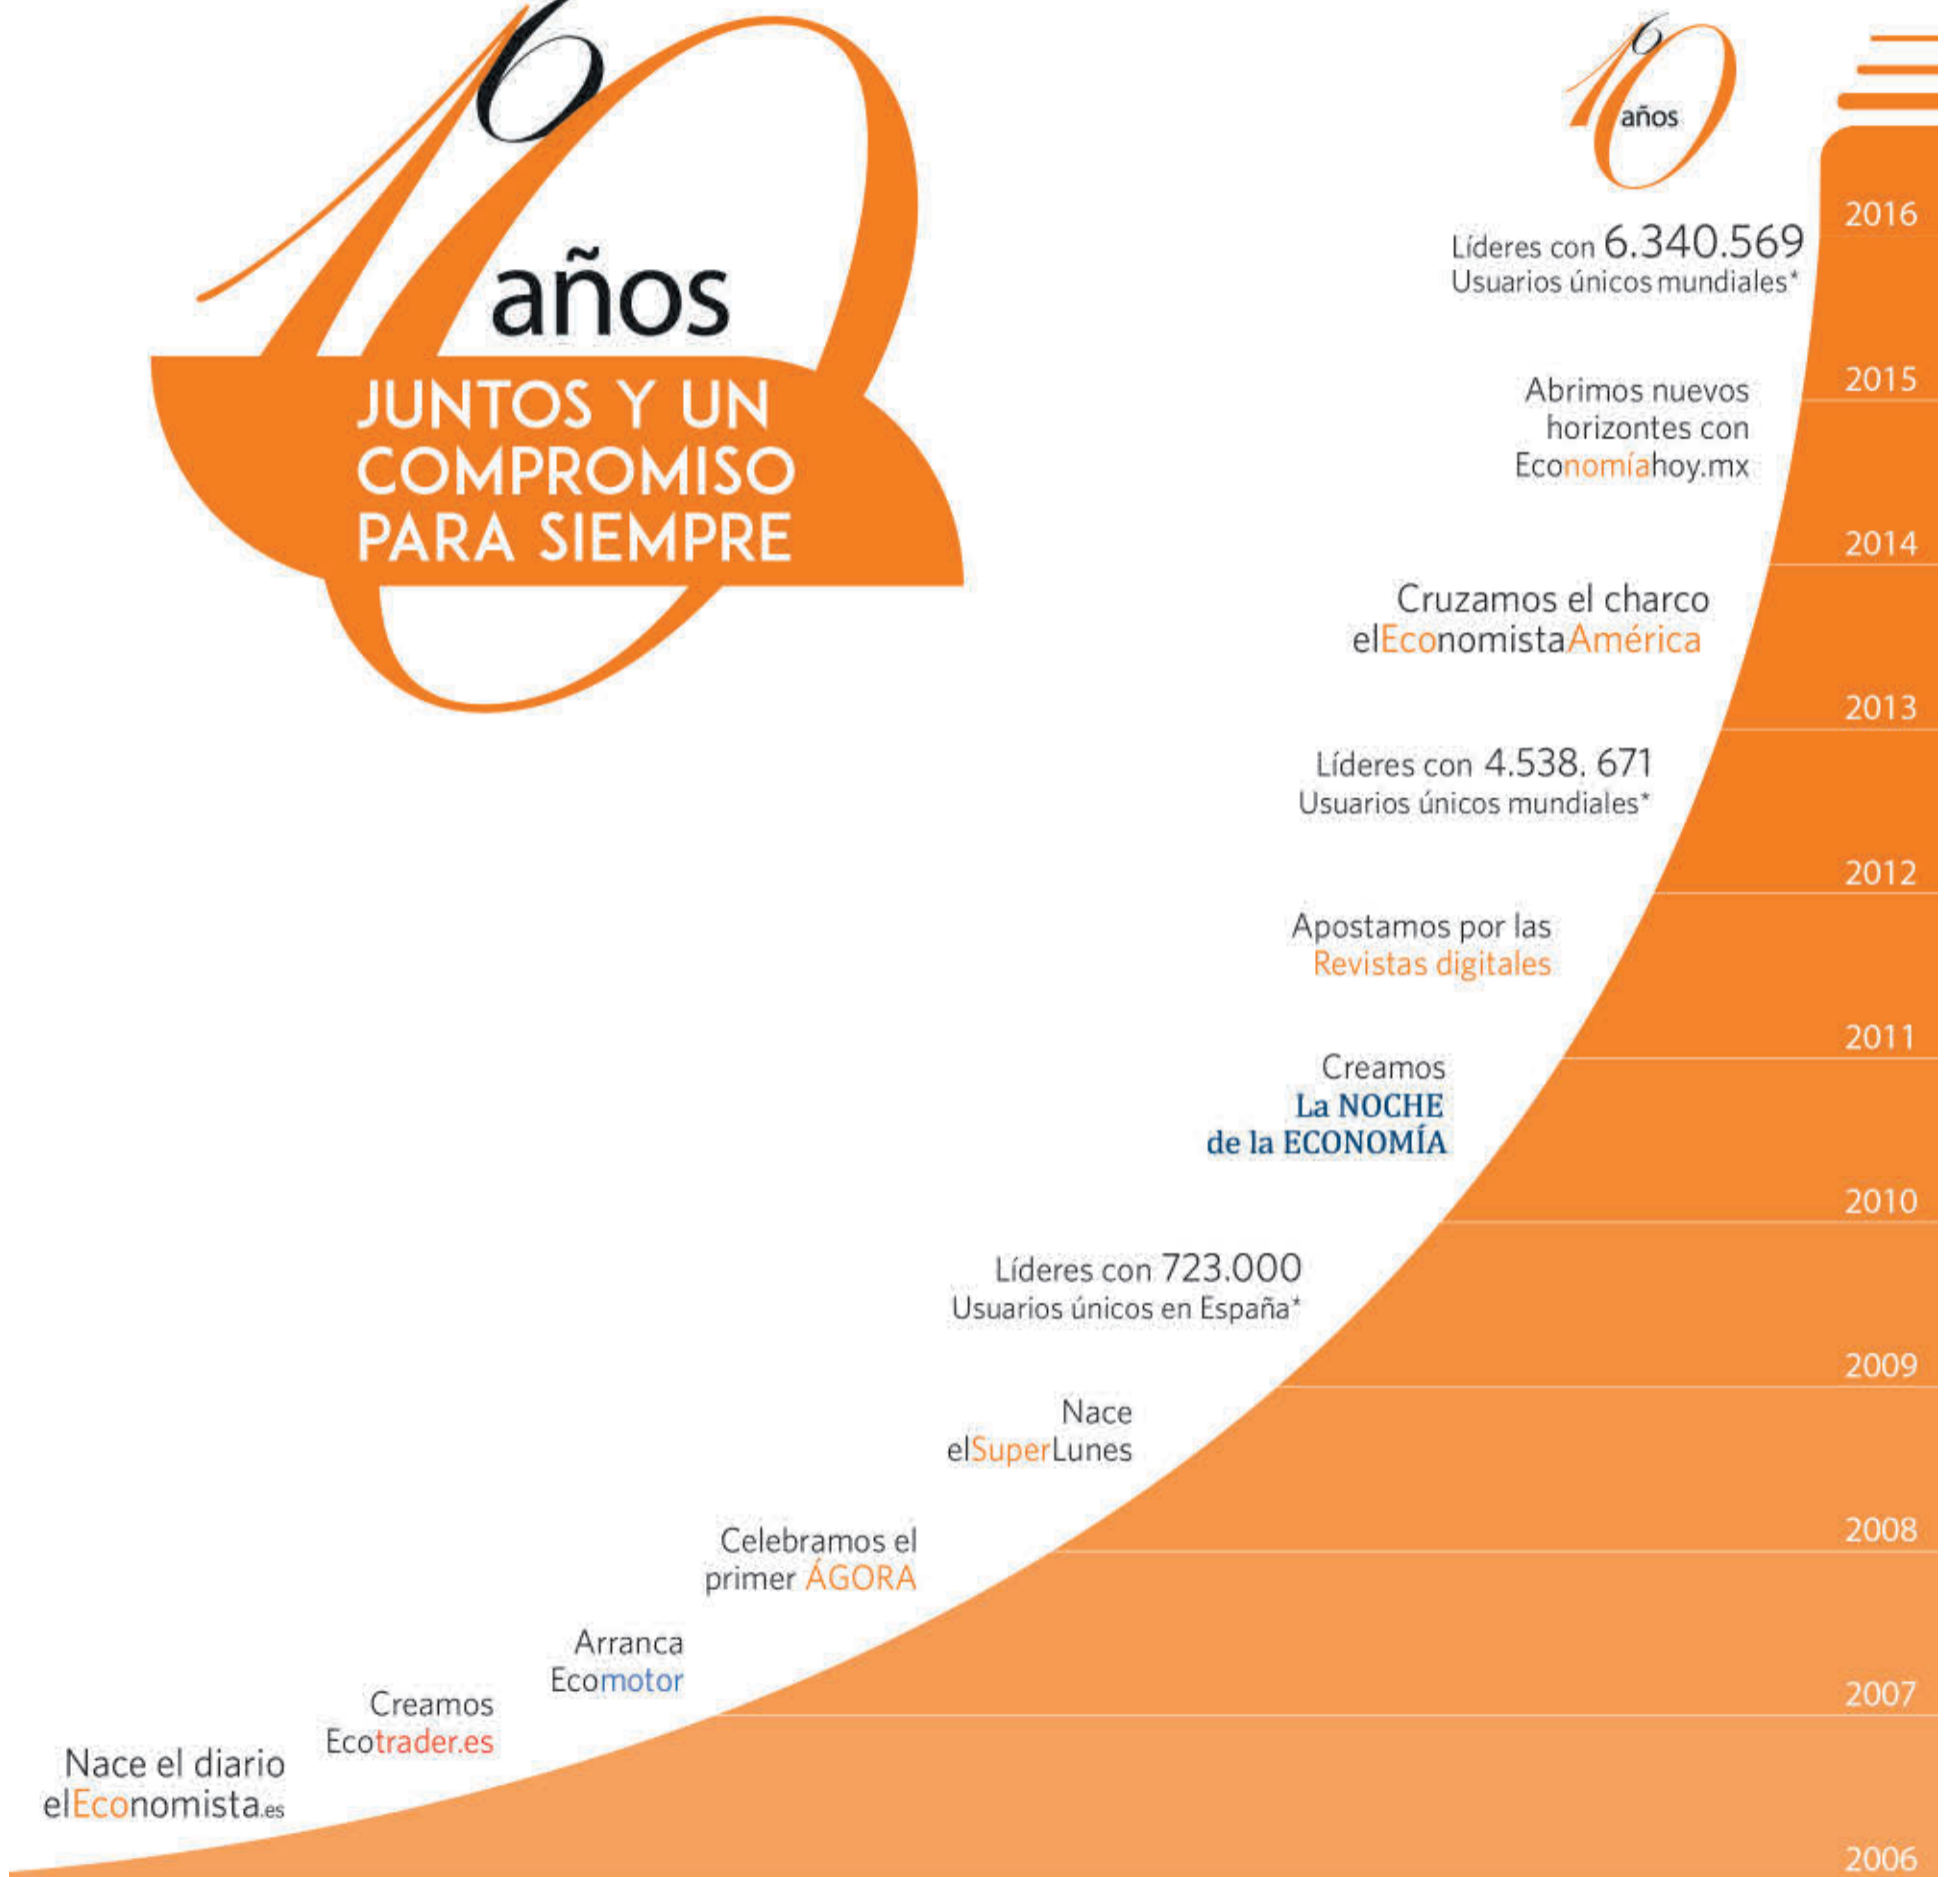 10
años
JUNTOS Y UN
COMPROMISO
PARA SIEMPRE
10
años
2016
Líderes con 6.340.569
Usuarios únicos mundiales*
2015
Abrimos nuevos
horizontes con
Economíahoy.mx
2014
Cruzamos el charco
elEconomistaAmérica
2013
Líderes con 4.538. 671
Usuarios únicos mundiales*
2012
Apostamos por las
Revistas digitales
2011
Creamos
La NOCHE
de la ECONOMÍA
2010
Líderes con 723.000
Usuarios únicos en España*
2009
Nace
elSuperLunes
2008
Celebramos el
primer ÁGORA
Arranca
Ecomotor
2007
Creamos
Ecotrader.es
Nace el diario
elEconomista.es
2006